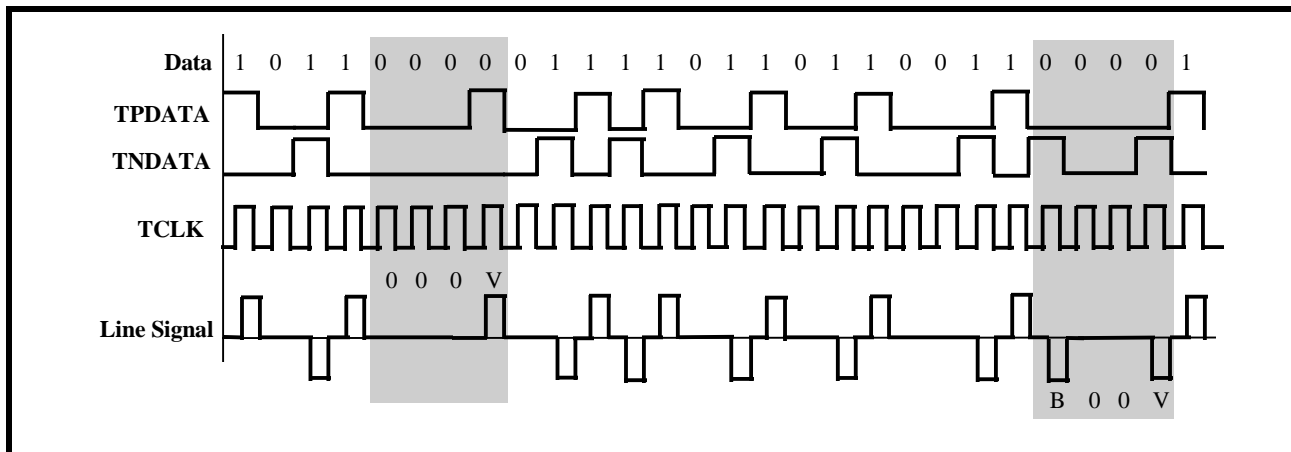 Data 1 0 1 1 0 0 0 0 0 1 1 1 1 0 1 1 0 1 1 0 0 1 1 0 0 0 0 1
TPDATA
TNDATA
TCLK
0 0 0 V
Line Signal
B 0 0 V